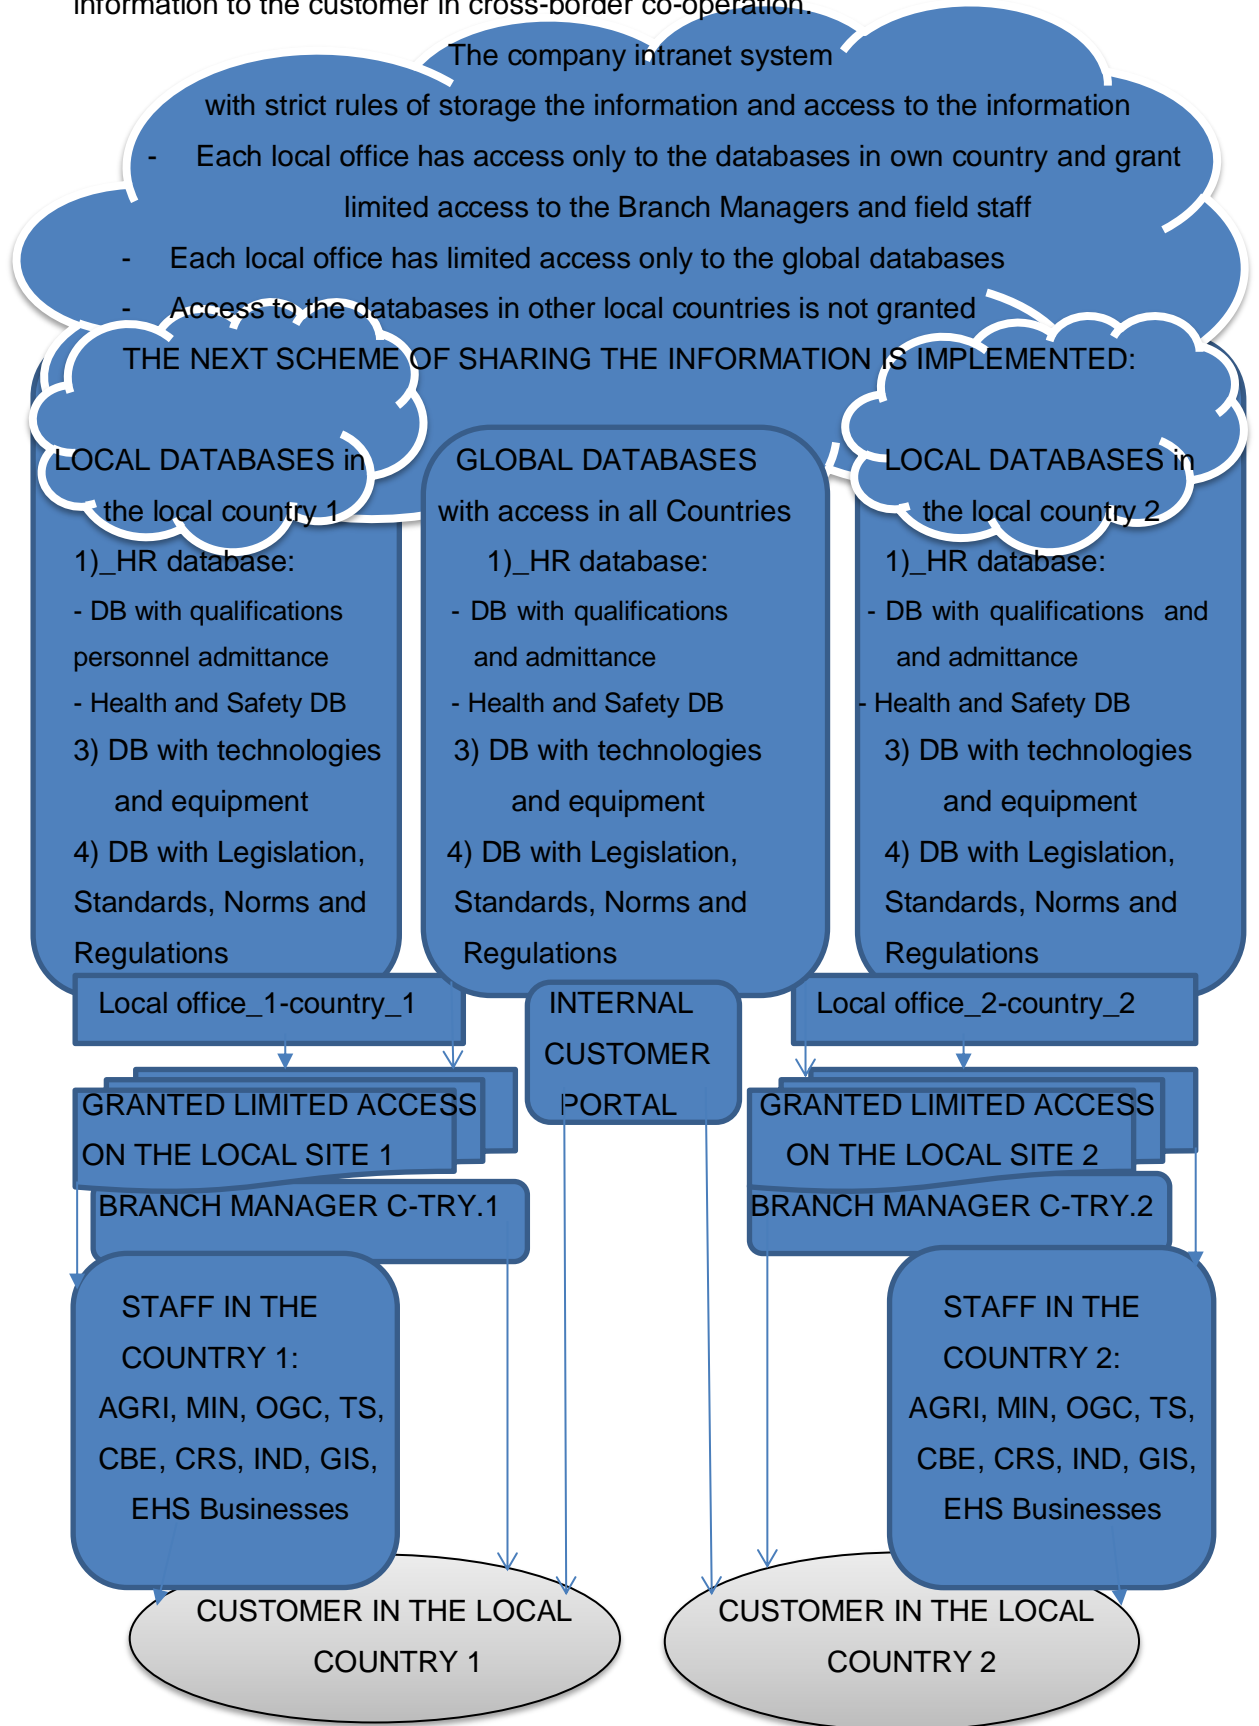 information to the customer in cross-border co-operation.
The company intranet system
with strict rules of storage the information and access to the information
- Each local office has access only to the databases in own country and grant
limited access to the Branch Managers and field staff
- Each local office has limited access only to the global databases
- Access to the databases in other local countries is not granted
THE NEXT SCHEME OF SHARING THE INFORMATION IS IMPLEMENTED:
LOCAL DATABASES in
the local country 1
1)_HR database:
- DB with qualifications
personnel admittance
- Health and Safety DB
3) DB with technologies
and equipment
4) DB with Legislation,
Standards, Norms and
Regulations
GLOBAL DATABASES
with access in all Countries
1)_HR database:
- DB with qualifications
and admittance
- Health and Safety DB
3) DB with technologies
and equipment
4) DB with Legislation,
Standards, Norms and
Regulations
LOCAL DATABASES in
the local country 2
1)_HR database:
- DB with qualifications and
and admittance
- Health and Safety DB
3) DB with technologies
and equipment
4) DB with Legislation,
Standards, Norms and
Regulations
Local office_1-country_1
INTERNAL
CUSTOMER
PORTAL
Local office_2-country_2
GRANTED LIMITED ACCESS
ON THE LOCAL SITE 1
GRANTED LIMITED ACCESS
ON THE LOCAL SITE 2
BRANCH MANAGER C-TRY.1
BRANCH MANAGER C-TRY.2
STAFF IN THE
COUNTRY 1:
AGRI, MIN, OGC, TS,
CBE, CRS, IND, GIS,
EHS Businesses
STAFF IN THE
COUNTRY 2:
AGRI, MIN, OGC, TS,
CBE, CRS, IND, GIS,
EHS Businesses
CUSTOMER IN THE LOCAL
COUNTRY 1
CUSTOMER IN THE LOCAL
COUNTRY 2